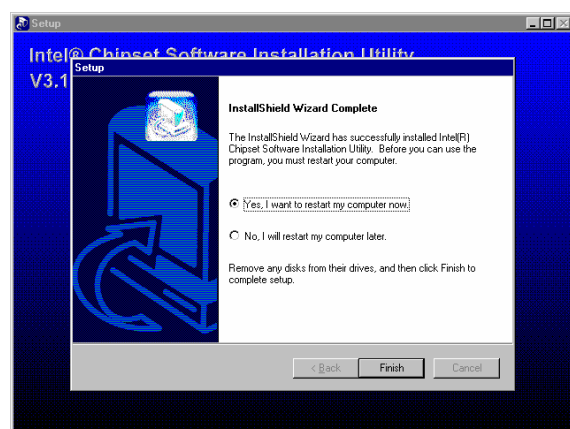 Setup
Intel® Chipset Software Installation Utility
V3.1
Setup
InstallShield Wizard Complete
The InstallShield Wizard has successfully installed Intel(R)
Chipset Software Installation Utility. Before you can use the
program, you must restart your computer.
Yes, I want to restart my computer now.
No, I will restart my computer later.
Remove any disks from their drives, and then click Finish to
complete setup.
< Back
Finish
Cancel